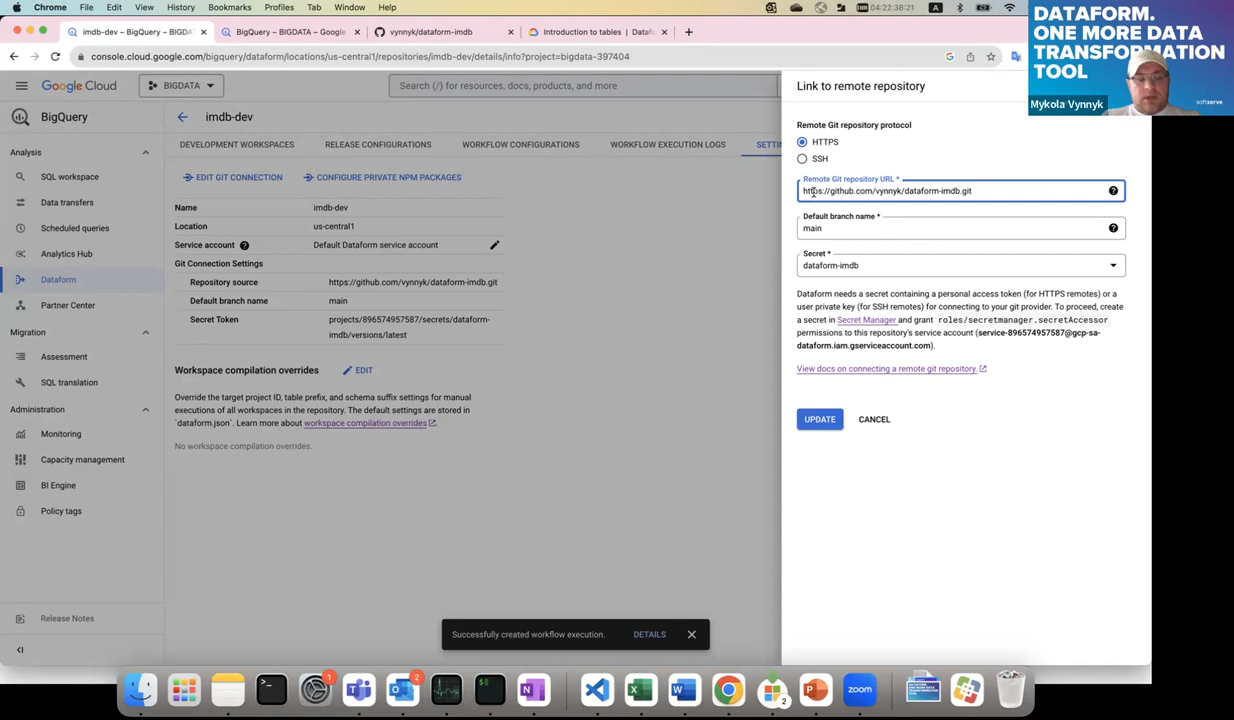 Chrome File Edit View History Bookmarks Profiles Tab Window Help
04:22:38:21 A
imdb-dev – BigQuery – BIGDA
BigQuery – BIGDATA – Google
vynnyk/dataform-imdb
Introduction to tables | Dataf
console.cloud.google.com/bigquery/dataform/locations/us-central1/repositories/imdb-dev/details/info?project=bigdata-397404
DATAFORM.
ONE MORE DATA
TRANSFORMATION
TOOL
softserve
Mykola Vynnyk
Google Cloud
BIGDATA
Search (/) for resources, docs, products, and more
BigQuery
Analysis
SQL workspace
Data transfers
Scheduled queries
Analytics Hub
Dataform
Partner Center
Migration
Assessment
SQL translation
Administration
Monitoring
Capacity management
BI Engine
Policy tags
Release Notes
imdb-dev
DEVELOPMENT WORKSPACES RELEASE CONFIGURATIONS WORKFLOW CONFIGURATIONS WORKFLOW EXECUTION LOGS SETTIN
EDIT GIT CONNECTION CONFIGURE PRIVATE NPM PACKAGES
Name imdb-dev
Location us-central1
Service account Default Dataform service account
Git Connection Settings
Repository source https://github.com/vynnyk/dataform-imdb.git
Default branch name main
Secret Token projects/896574957587/secrets/dataform-
imdb/versions/latest
Workspace compilation overrides EDIT
Override the target project ID, table prefix, and schema suffix settings for manual
executions of all workspaces in the repository. The default settings are stored in
`dataform.json`. Learn more about workspace compilation overrides.
No workspace compilation overrides.
Successfully created workflow execution. DETAILS
Link to remote repository
Remote Git repository protocol
HTTPS
SSH
Remote Git repository URL *
https://github.com/vynnyk/dataform-imdb.git
Default branch name *
main
Secret *
dataform-imdb
Dataform needs a secret containing a personal access token (for HTTPS remotes) or a
user private key (for SSH remotes) for connecting to your git provider. To proceed, create
a secret in Secret Manager and grant roles/secretmanager.secretAccessor
permissions to this repository's service account (service-896574957587@gcp-sa-
dataform.iam.gserviceaccount.com).
View docs on connecting a remote git repository.
UPDATE CANCEL
1
2
2
zoom